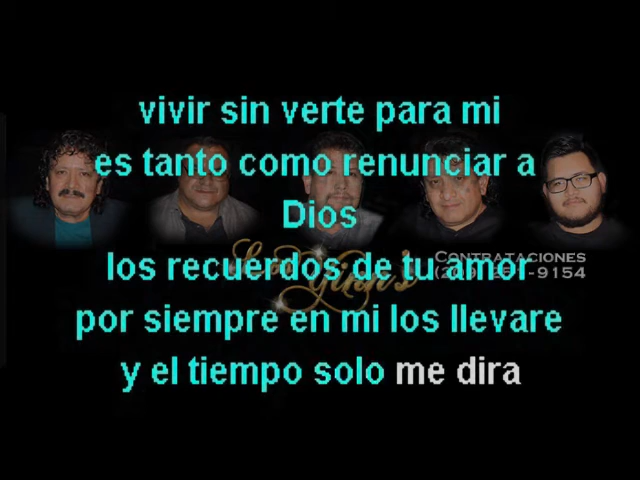 vivir sin verte para mi
es tanto como renunciar a
Dios
los recuerdos de tu amor
por siempre en mi los llevare
y el tiempo solo me dira
Los
Contrataciones
-9154